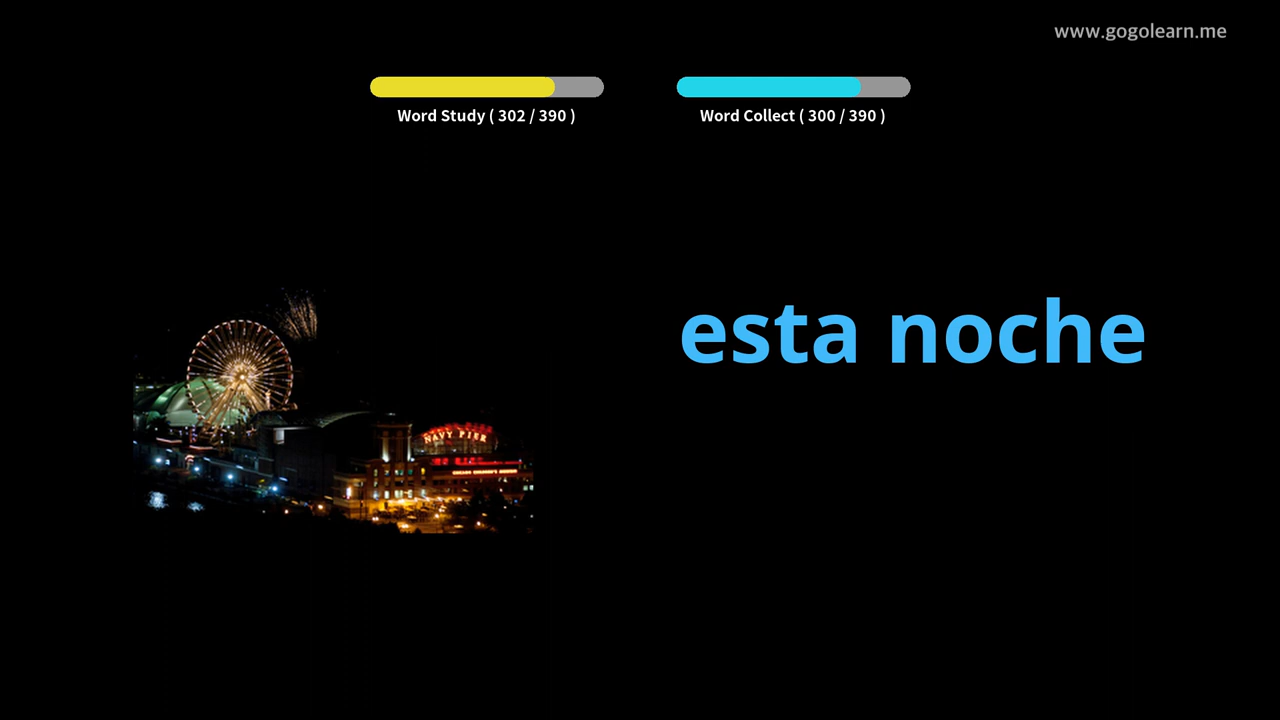 www.gogolearn.me
Word Study ( 302 / 390 )
Word Collect ( 300 / 390 )
esta noche
NAVY PIER